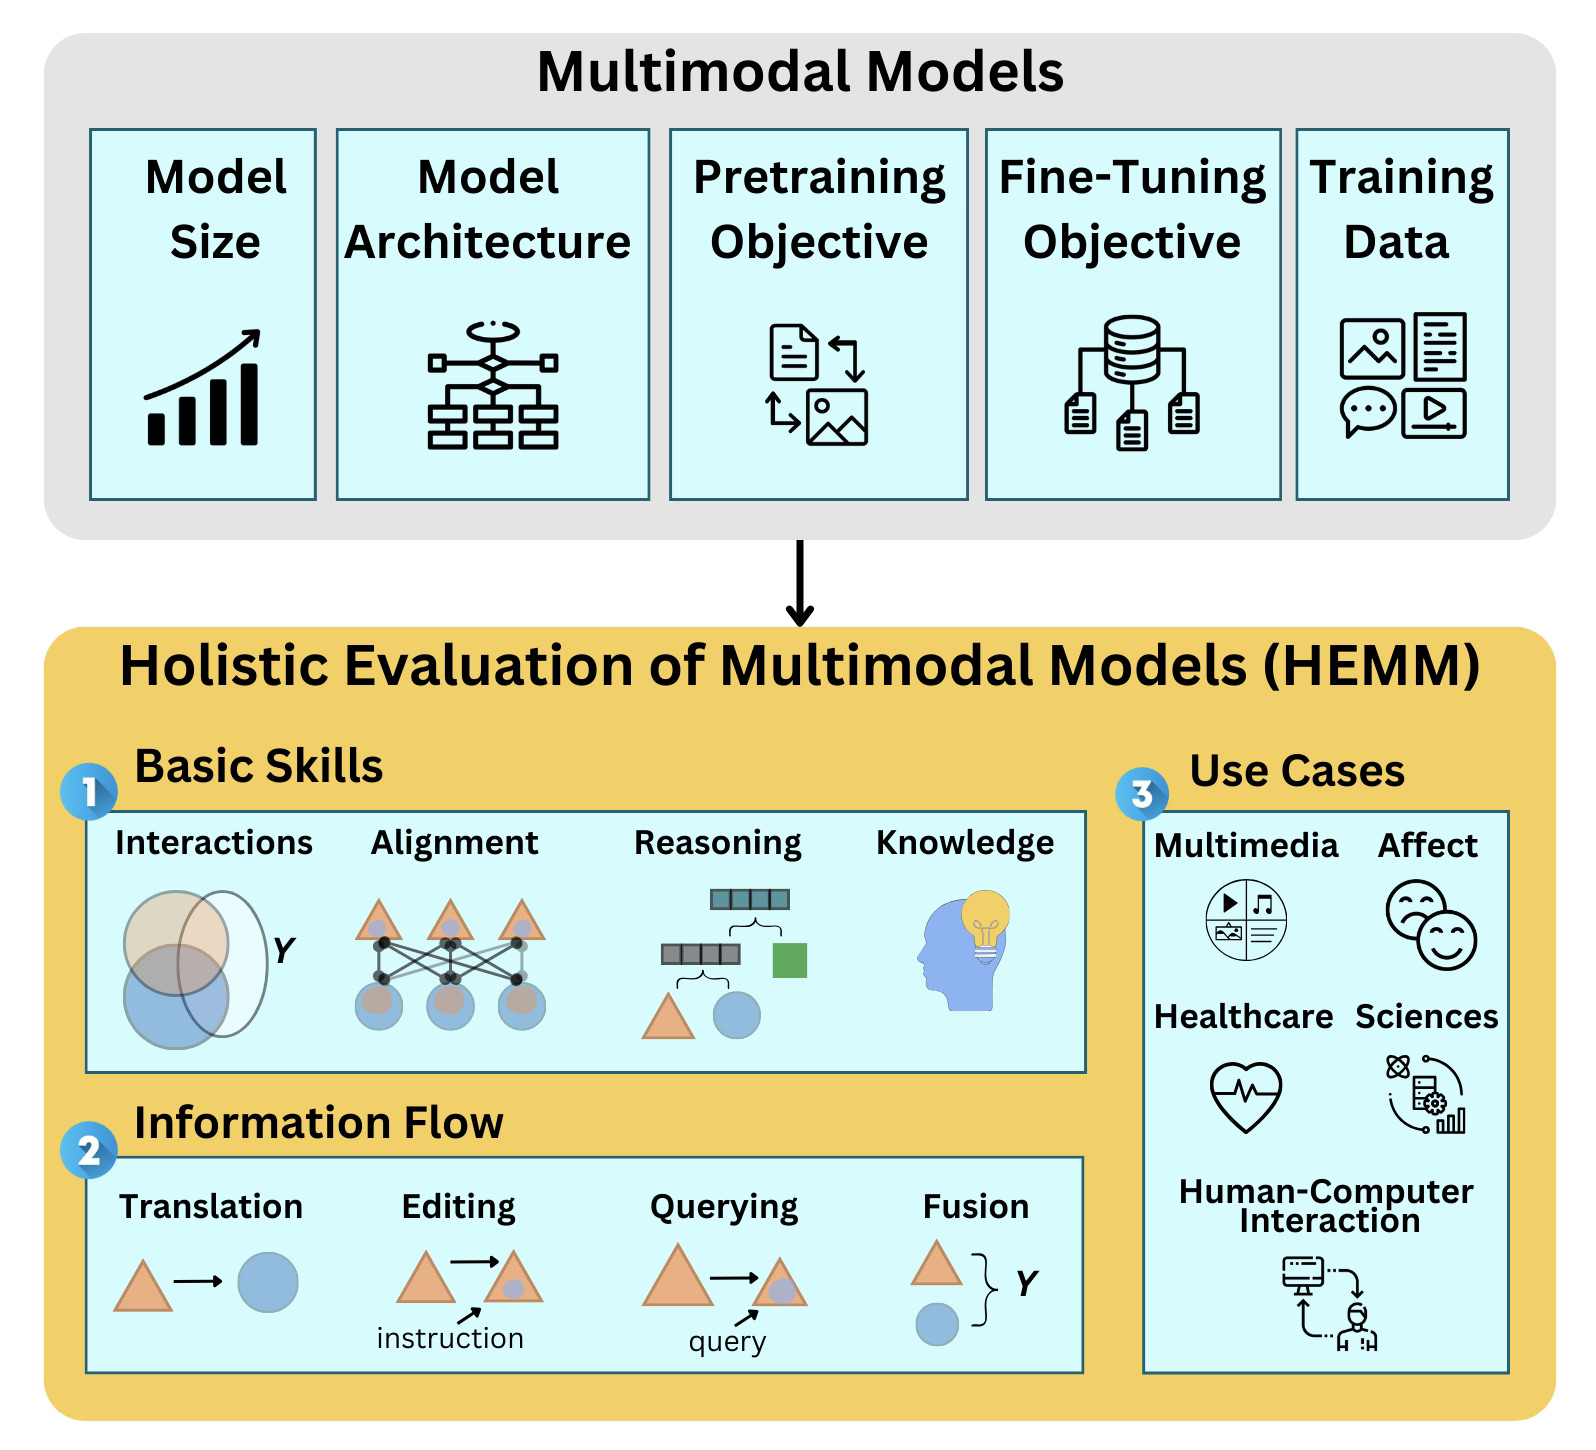 Multimodal Models
Model
Size
Model
Architecture
Pretraining
Objective
Fine-Tuning
Objective
Training
Data
Holistic Evaluation of Multimodal Models (HEMM)
1
Basic Skills
Interactions
Alignment
Reasoning
Knowledge
Y
2
Information Flow
Translation
Editing
Querying
Fusion
Y
instruction
query
3
Use Cases
Multimedia
Affect
Healthcare
Sciences
Human-Computer
Interaction